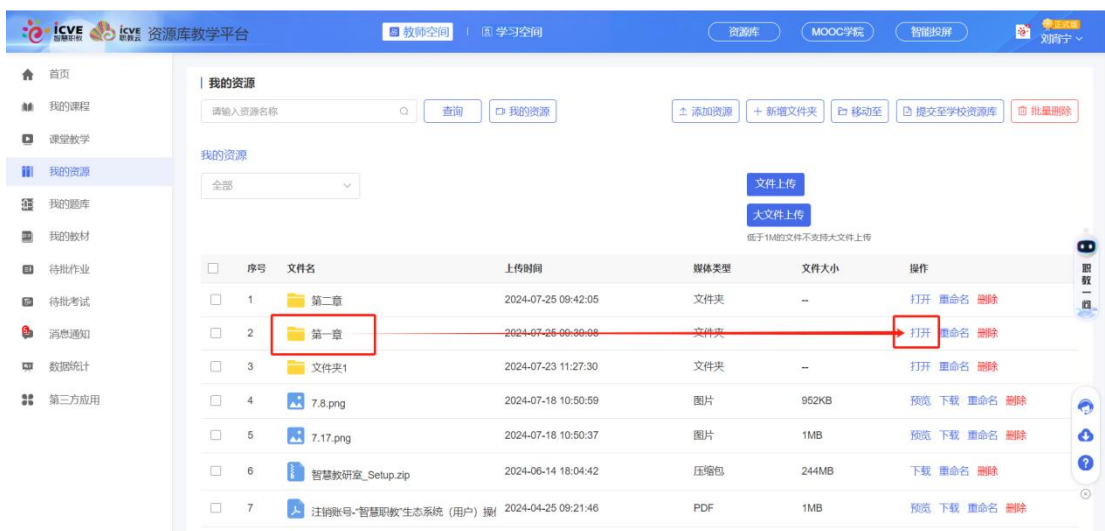 icve 智慧职教 icve 职教云 资源库教学平台 教师空间 学习空间 资源库 MOOC学院 智能投屏 正式版 刘宵宁
首页
我的课程
课堂教学
我的资源
我的题库
我的教材
待批作业
待批考试
消息通知
数据统计
第三方应用
我的资源
请输入资源名称 查询 我的资源 添加资源 新增文件夹 移动至 提交至学校资源库 批量删除
我的资源
全部 文件上传
大文件上传
低于1M的文件不支持大文件上传
序号 文件名 上传时间 媒体类型 文件大小 操作
1 第二章 2024-07-25 09:42:05 文件夹 -- 打开 重命名 删除
2 第一章 2024-07-25 09:39:08 文件夹 打开 重命名 删除
3 文件夹1 2024-07-23 11:27:30 文件夹 -- 打开 重命名 删除
4 7.8.png 2024-07-18 10:50:59 图片 952KB 预览 下载 重命名 删除
5 7.17.png 2024-07-18 10:50:37 图片 1MB 预览 下载 重命名 删除
6 智慧教研室_Setup.zip 2024-06-14 18:04:42 压缩包 244MB 下载 重命名 删除
7 注销账号-"智慧职教"生态系统（用户）操 2024-04-25 09:21:46 PDF 1MB 预览 下载 重命名 删除
职教一问